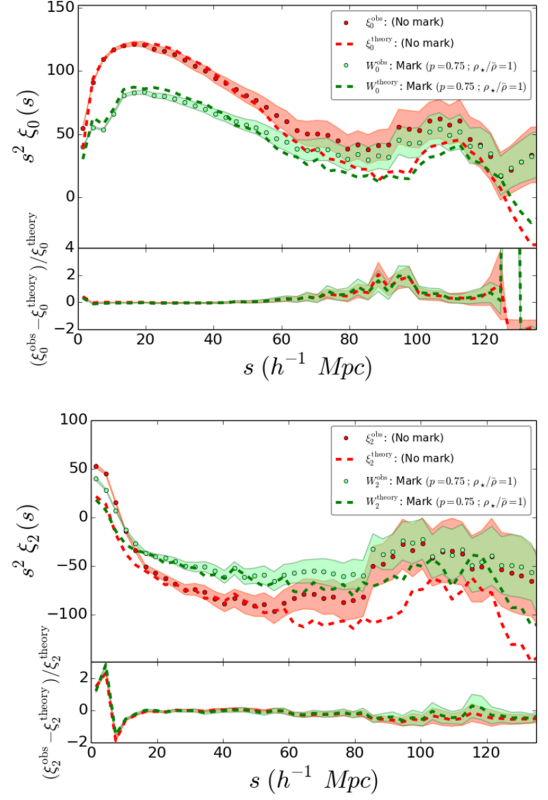 150
100
50
0
4
2
0
−2
s² ξ₀(s)
(ξ₀^obs − ξ₀^theory)/ξ₀^theory
ξ₀^obs: (No mark)
ξ₀^theory: (No mark)
W₀^obs: Mark (p = 0.75 ; ρ⋆/ρ̄ = 1)
W₀^theory: Mark (p = 0.75 ; ρ⋆/ρ̄ = 1)
0 20 40 60 80 100 120
s (h⁻¹ Mpc)
100
50
0
−50
−100
2
0
−2
s² ξ₂(s)
(ξ₂^obs − ξ₂^theory)/ξ₂^theory
ξ₂^obs: (No mark)
ξ₂^theory: (No mark)
W₂^obs: Mark (p = 0.75 ; ρ⋆/ρ̄ = 1)
W₂^theory: Mark (p = 0.75 ; ρ⋆/ρ̄ = 1)
0 20 40 60 80 100 120
s (h⁻¹ Mpc)